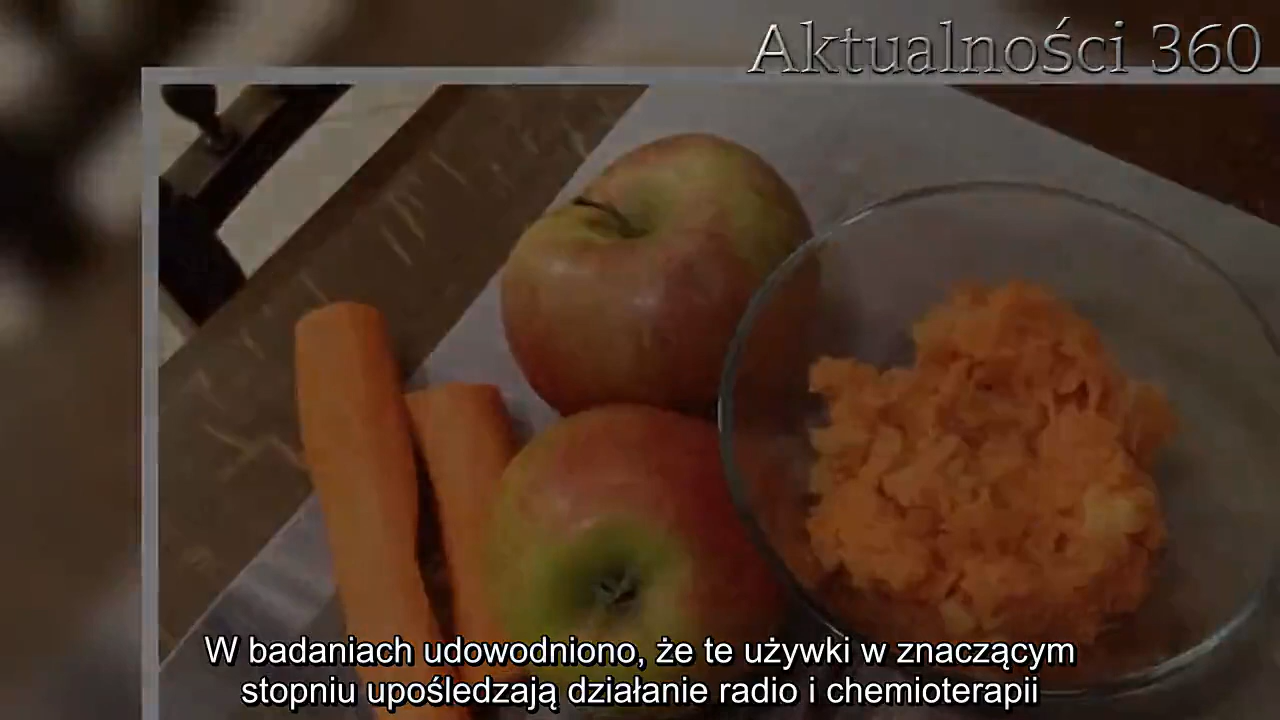 Aktualności 360
W badaniach udowodniono, że te używki w znaczącym
stopniu upośledzają działanie radio i chemioterapii